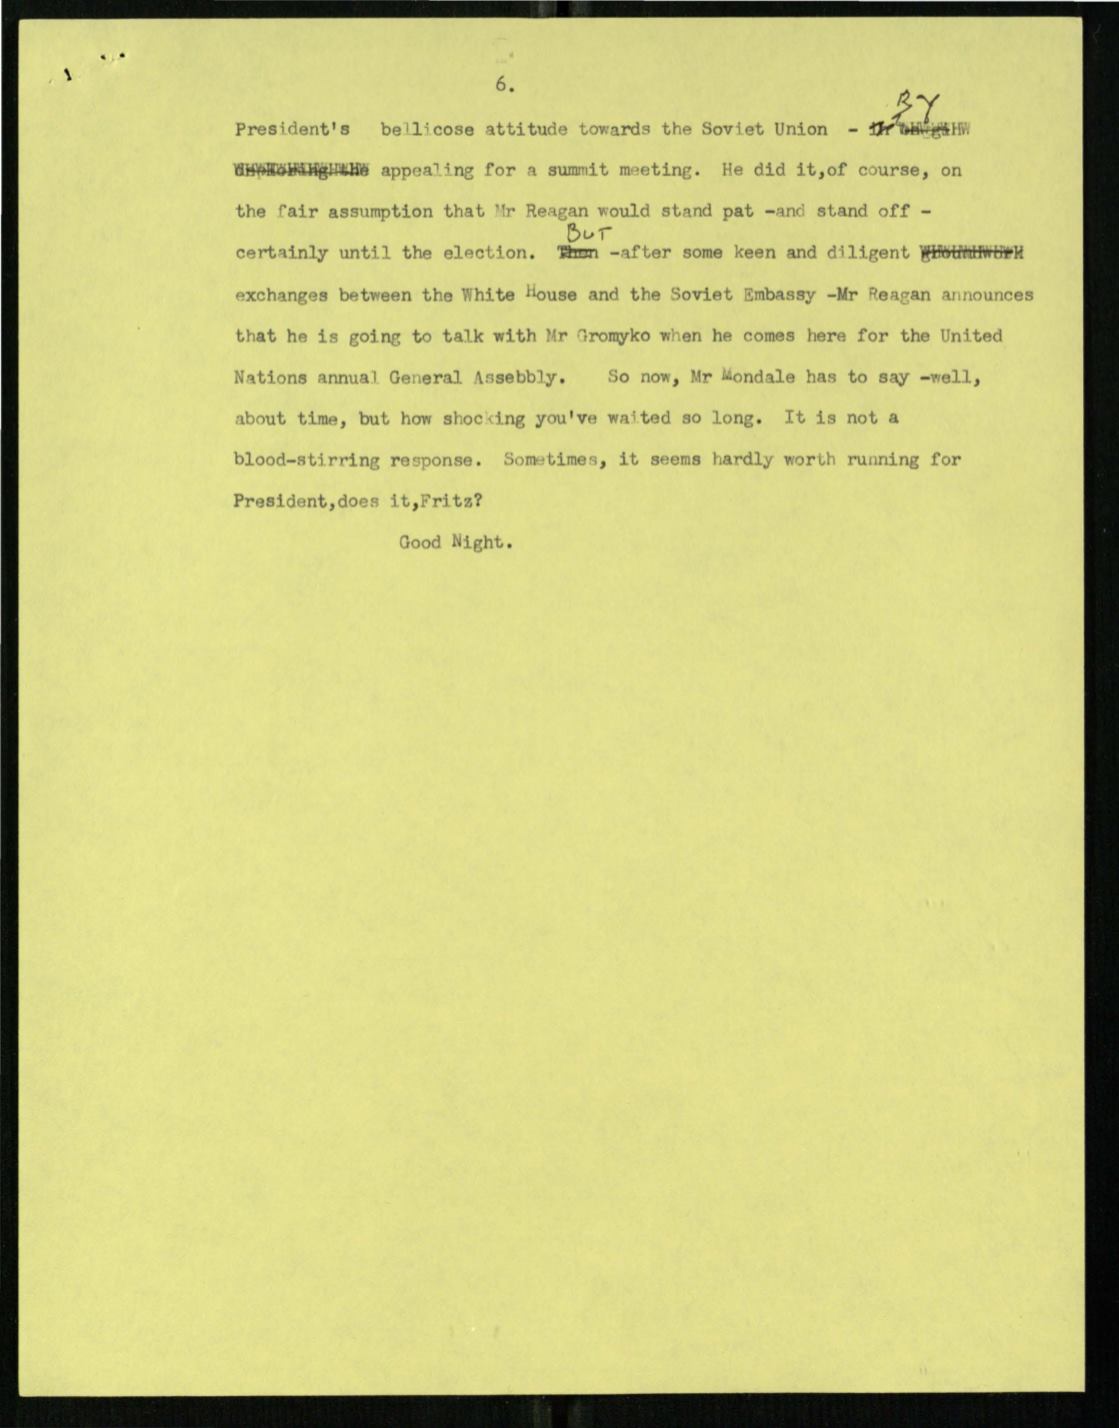 6.
BY
President's bellicose attitude towards the Soviet Union -
appealing for a summit meeting. He did it,of course, on
the fair assumption that Mr Reagan would stand pat -and stand off -
BUT
certainly until the election. Then -after some keen and diligent
exchanges between the White House and the Soviet Embassy -Mr Reagan announces
that he is going to talk with Mr Gromyko when he comes here for the United
Nations annual General Assebbly. So now, Mr Mondale has to say -well,
about time, but how shocking you've waited so long. It is not a
blood-stirring response. Sometimes, it seems hardly worth running for
President,does it,Fritz?
Good Night.